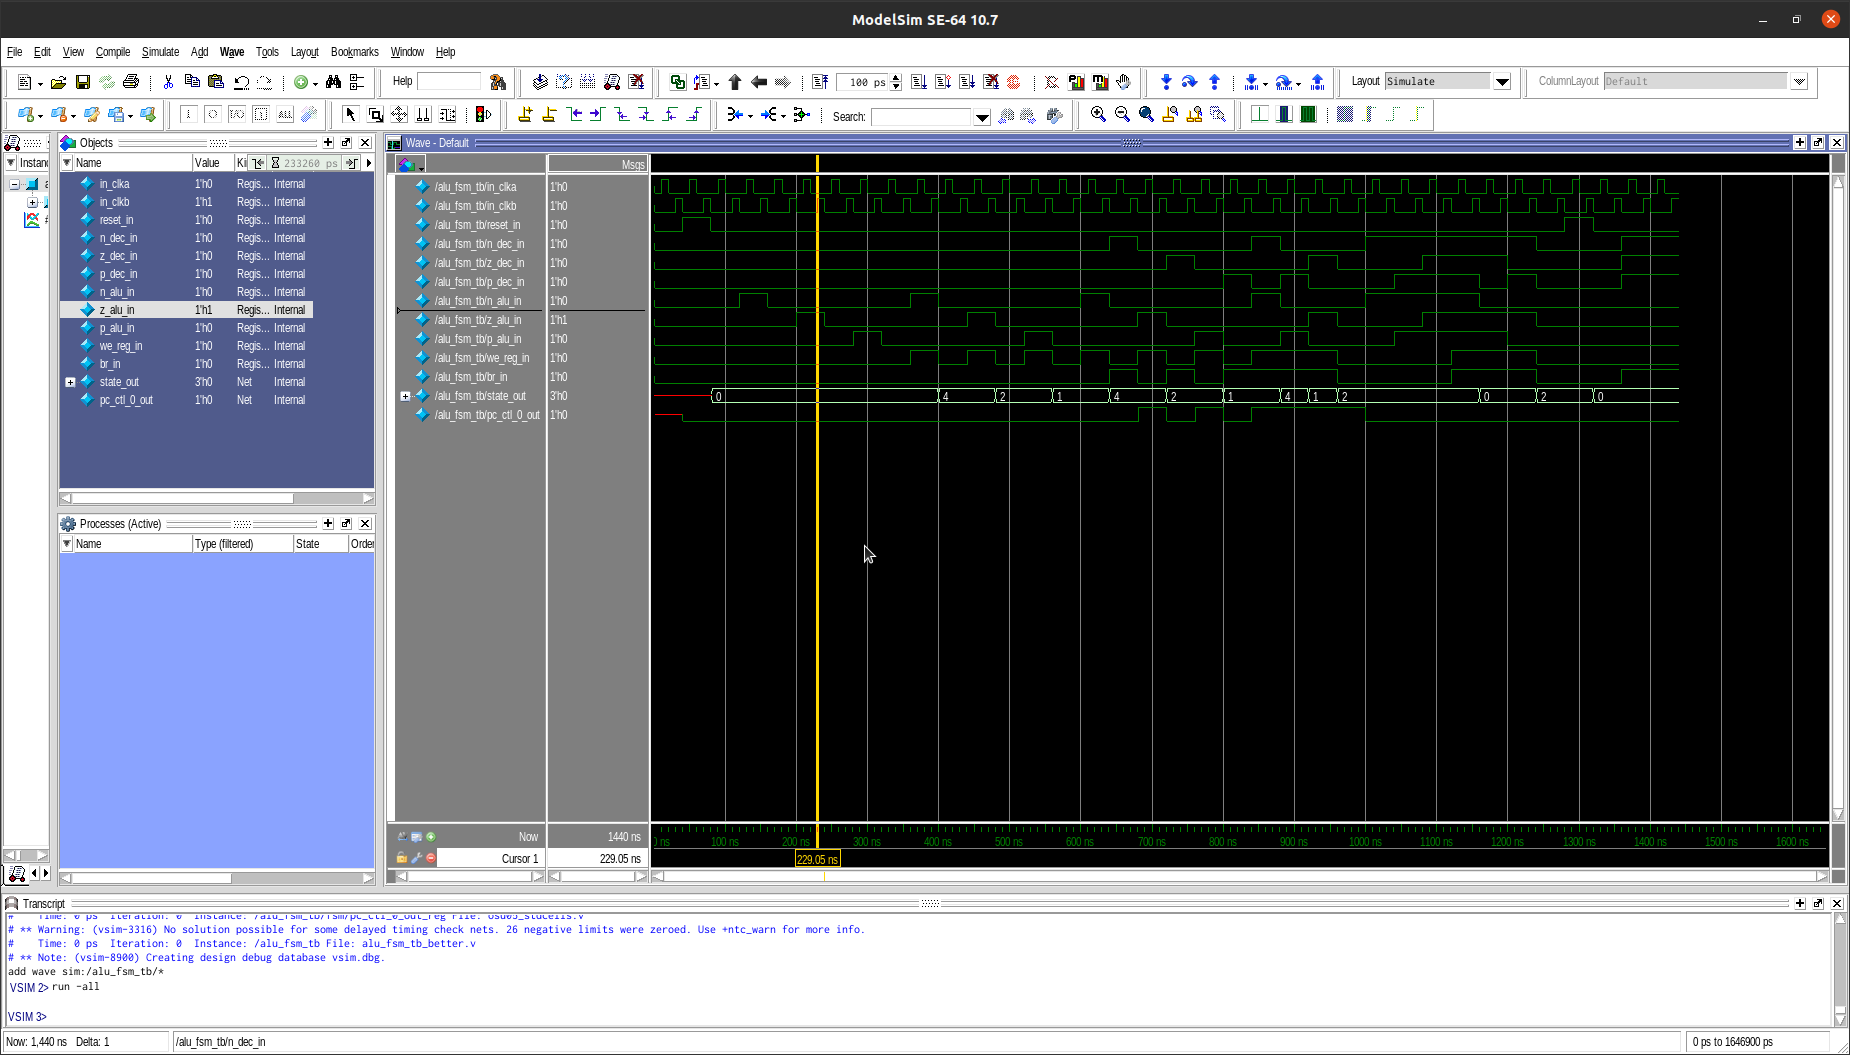 ModelSim SE-64 10.7
File Edit View Compile Simulate Add Wave Tools Layout Bookmarks Window Help
Help
100 ps
Layout Simulate
ColumnLayout Default
ALL
Search:
Instanc
Objects
Name Value Ki 233260 ps
in_clka 1'h0 Regis... Internal
in_clkb 1'h1 Regis... Internal
reset_in 1'h0 Regis... Internal
n_dec_in 1'h0 Regis... Internal
z_dec_in 1'h0 Regis... Internal
p_dec_in 1'h0 Regis... Internal
n_alu_in 1'h0 Regis... Internal
z_alu_in 1'h1 Regis... Internal
p_alu_in 1'h0 Regis... Internal
we_reg_in 1'h0 Regis... Internal
br_in 1'h0 Regis... Internal
state_out 3'h0 Net Internal
pc_ctl_0_out 1'h0 Net Internal
Processes (Active)
Name Type (filtered) State Order
Wave - Default
Msgs
/alu_fsm_tb/in_clka 1'h0
/alu_fsm_tb/in_clkb 1'h0
/alu_fsm_tb/reset_in 1'h0
/alu_fsm_tb/n_dec_in 1'h0
/alu_fsm_tb/z_dec_in 1'h0
/alu_fsm_tb/p_dec_in 1'h0
/alu_fsm_tb/n_alu_in 1'h0
/alu_fsm_tb/z_alu_in 1'h1
/alu_fsm_tb/p_alu_in 1'h0
/alu_fsm_tb/we_reg_in 1'h0
/alu_fsm_tb/br_in 1'h0
/alu_fsm_tb/state_out 3'h0 0 4 2 1 4 2 1 4 1 2 0 2 0
/alu_fsm_tb/pc_ctl_0_out 1'h0
Now 1440 ns
ns 100 ns 200 ns 300 ns 400 ns 500 ns 600 ns 700 ns 800 ns 900 ns 1000 ns 1100 ns 1200 ns 1300 ns 1400 ns 1500 ns 1600 ns
Cursor 1 229.05 ns 229.05 ns
Transcript
# Time: 0 ps Iteration: 0 Instance: /alu_fsm_tb/fsm/pc_ctl_0_out_reg File: osu05_stdcells.v
# ** Warning: (vsim-3316) No solution possible for some delayed timing check nets. 26 negative limits were zeroed. Use +ntc_warn for more info.
# Time: 0 ps Iteration: 0 Instance: /alu_fsm_tb File: alu_fsm_tb_better.v
# ** Note: (vsim-8900) Creating design debug database vsim.dbg.
add wave sim:/alu_fsm_tb/*
VSIM 2> run -all
VSIM 3>
Now: 1,440 ns Delta: 1 /alu_fsm_tb/n_dec_in 0 ps to 1646900 ps